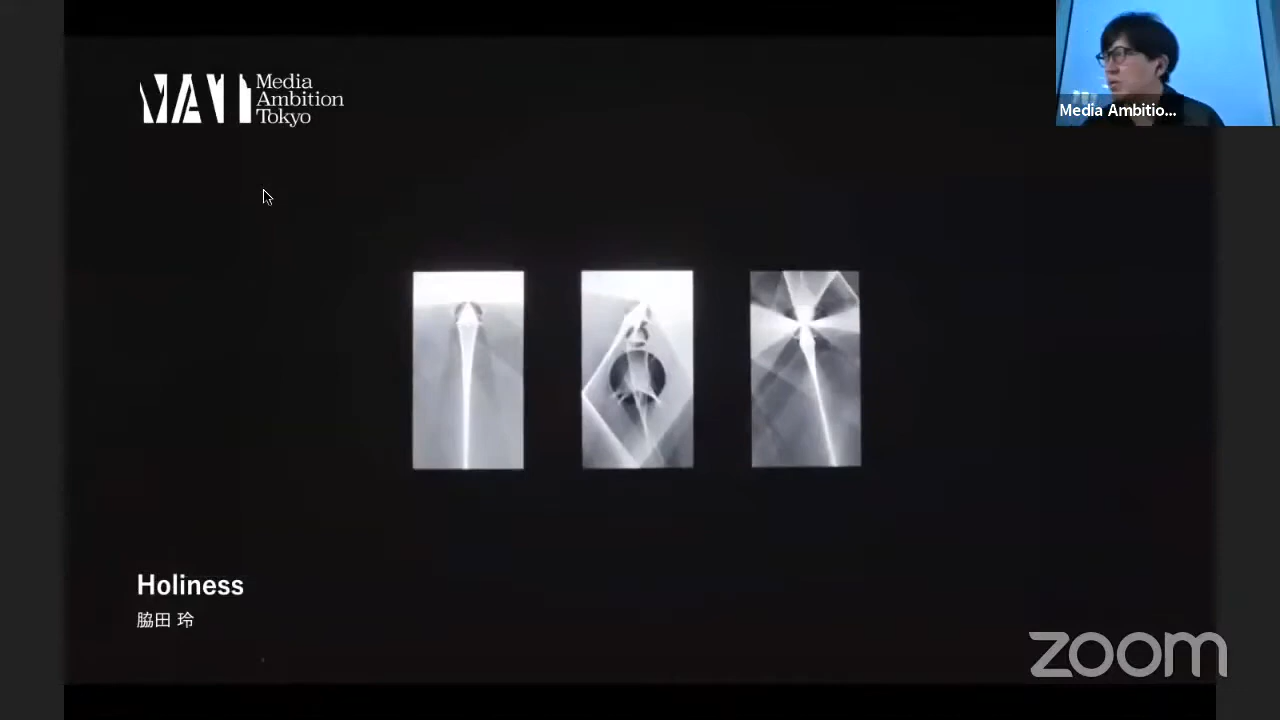 MAT
Media
Ambition
Tokyo
Media Ambitio...
Holiness
脇田 玲
zoom